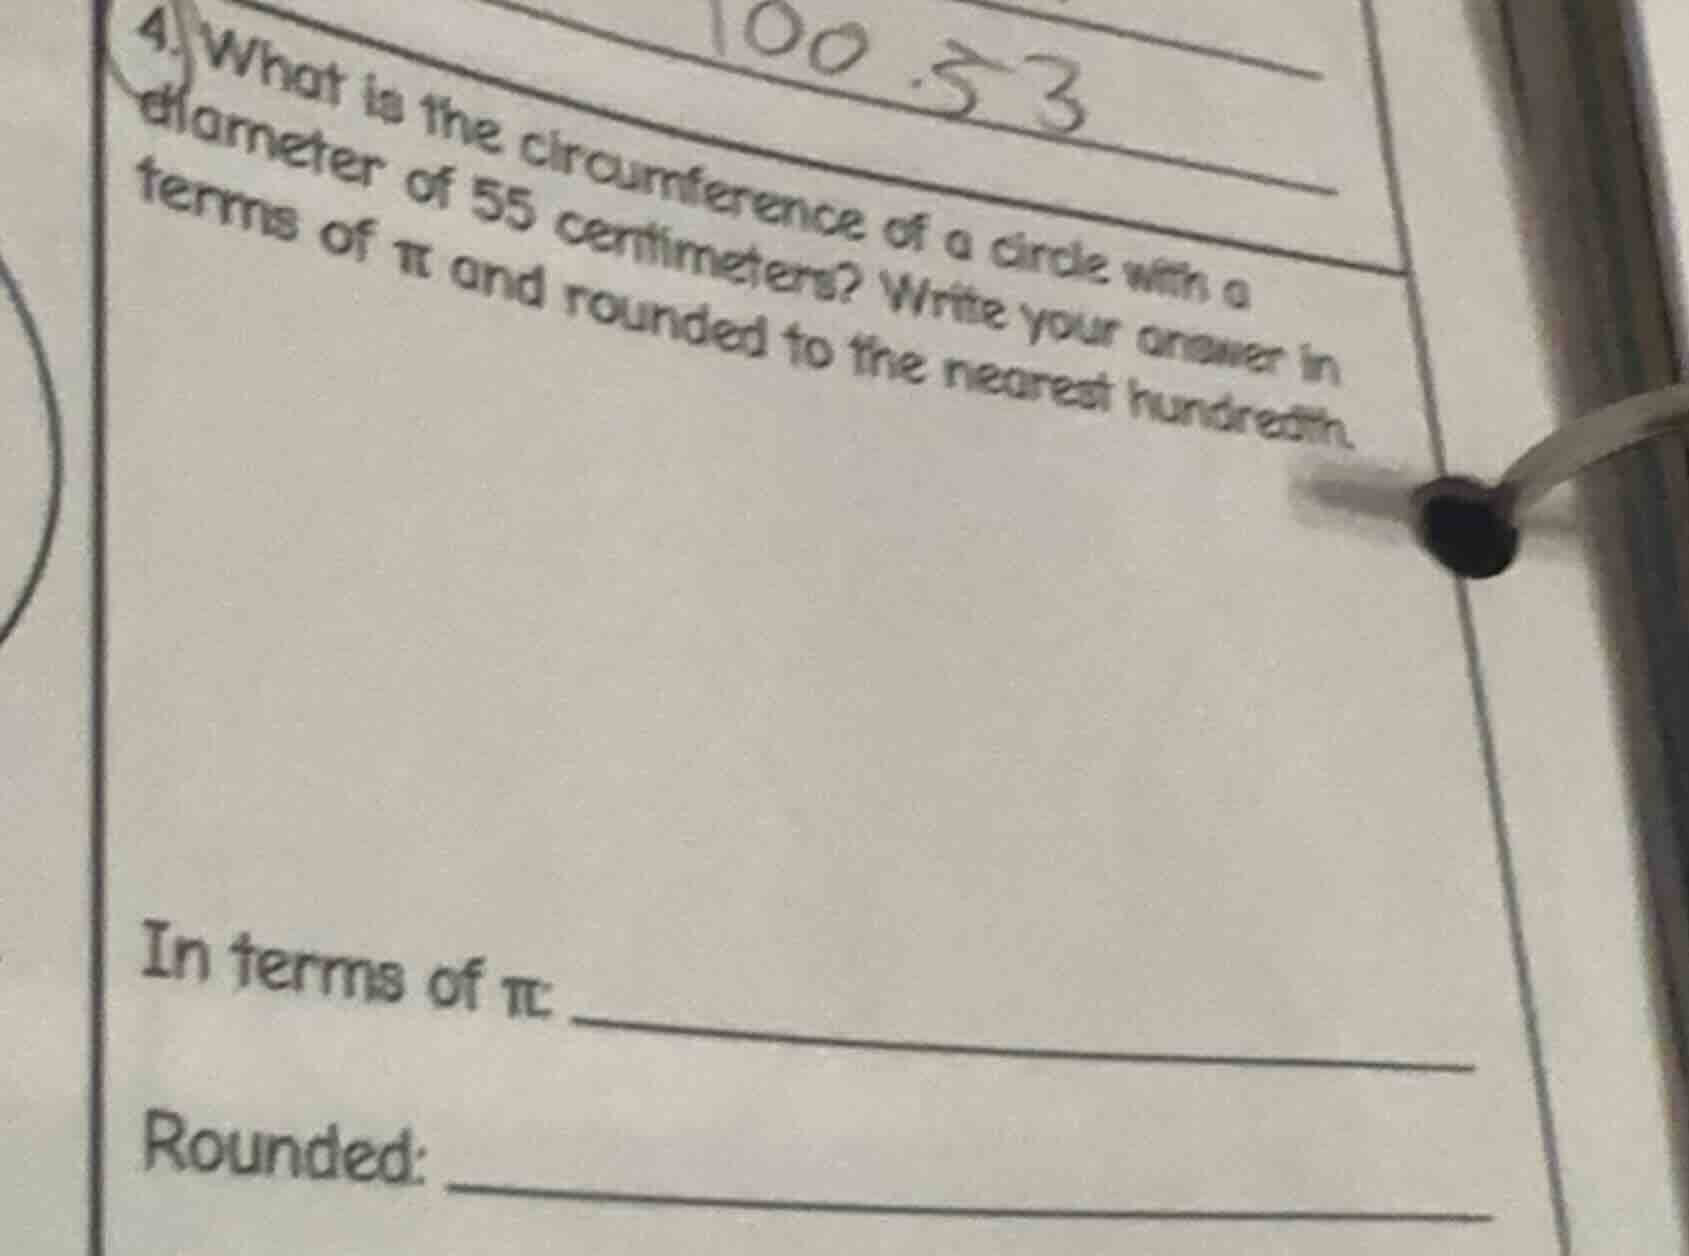 100.53
4. What is the circumference of a circle with a
diameter of 55 centimeters? Write your answer in
terms of π and rounded to the nearest hundredth.
In terms of π:
Rounded: